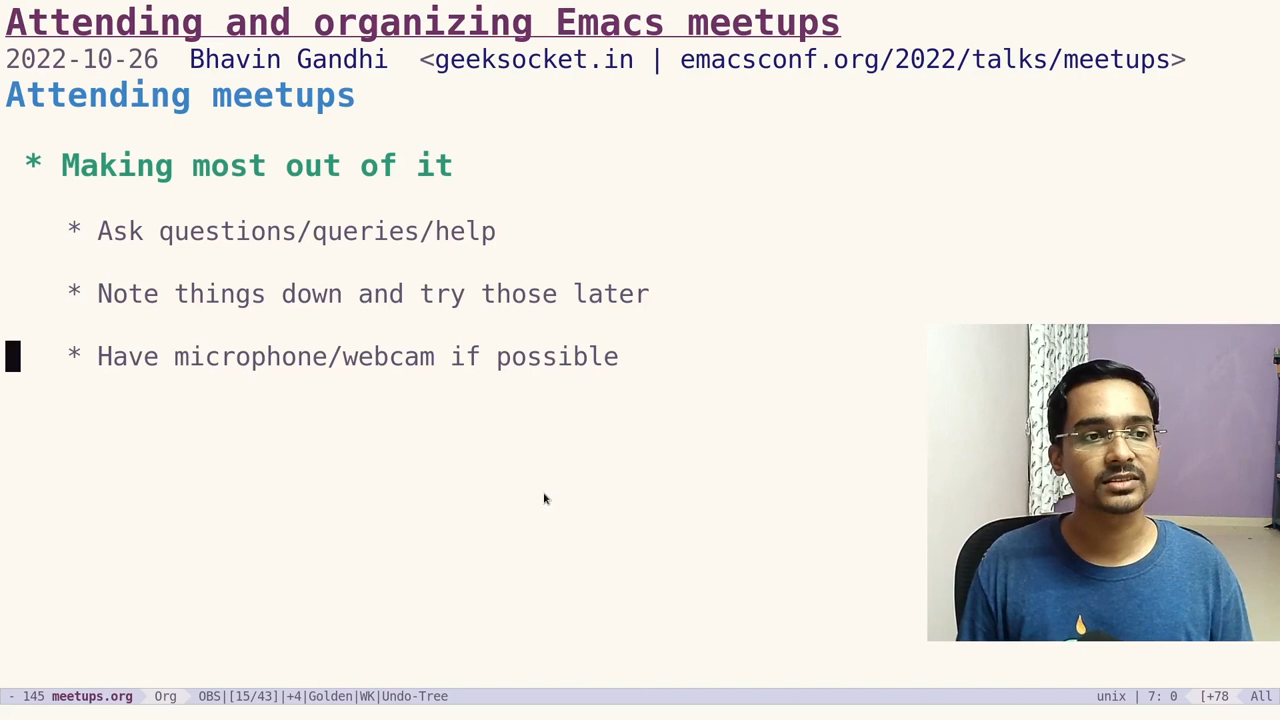 Attending and organizing Emacs meetups
2022-10-26  Bhavin Gandhi  <geeksocket.in | emacsconf.org/2022/talks/meetups>
Attending meetups
* Making most out of it
* Ask questions/queries/help
* Note things down and try those later
* Have microphone/webcam if possible
- 145 meetups.org  Org  OBS|[15/43]|+4|Golden|WK|Undo-Tree  unix | 7: 0  [+78  All